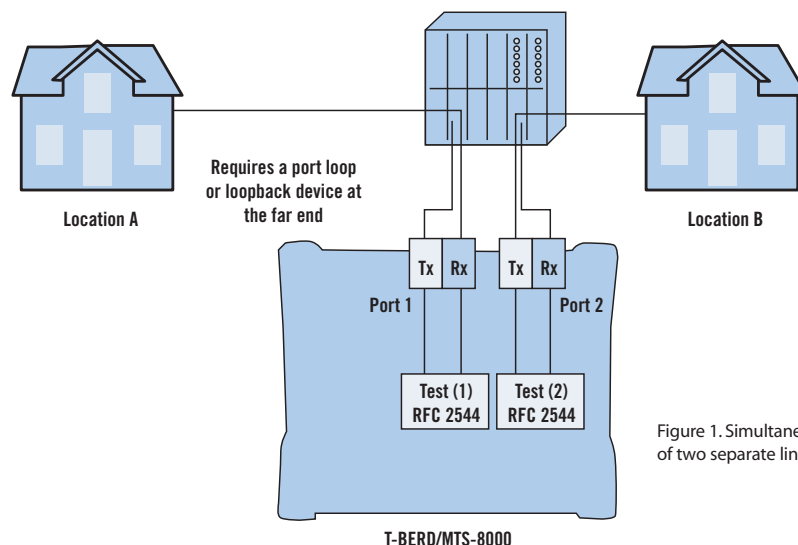 Requires a port loop
or loopback device at
the far end
Location A
Location B
Tx
Rx
Tx
Rx
Port 1
Port 2
Test (1)
RFC 2544
Test (2)
RFC 2544
Figure 1. Simultane
of two separate lin
T-BERD/MTS-8000